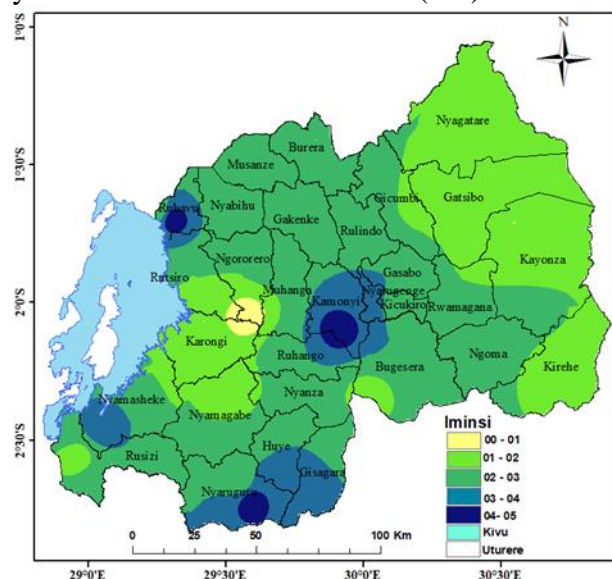 1°0'S
N
Nyagatare
Burera
1°30'S
Musanze
Gicumbi
Gatsibo
Rubavu
Nyabihu
Gakenke
Rulindo
Kayonza
Ngororero
Gasabo
Rutsiro
Muhanga
Nyarugenge
2°0'S
Kamonyi
Kicukiro
Rwamagana
Karongi
Ruhango
Bugesera
Ngoma
Kirehe
Nyamasheke
Nyanza
Nyamagabe
2°30'S
Huye
Rusizi
Gisagara
Nyaruguru
Iminsi
00 - 01
01 - 02
02 - 03
03 - 04
04 - 05
Kivu
Uturere
0 25 50 100 Km
29°0'E 29°30'E 30°0'E 30°30'E